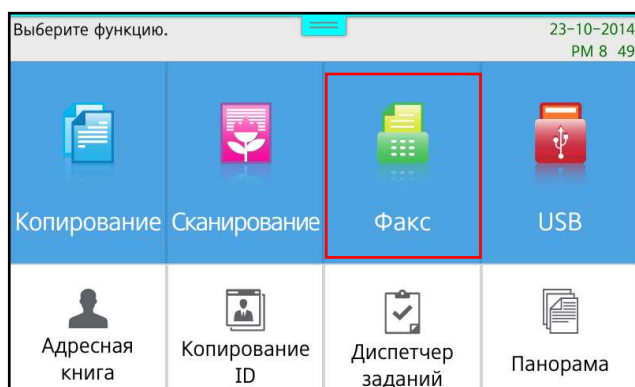 Выберите функцию.
23-10-2014
PM 8 49
Копирование
Сканирование
Факс
USB
Адресная
книга
Копирование
ID
Диспетчер
заданий
Панорама